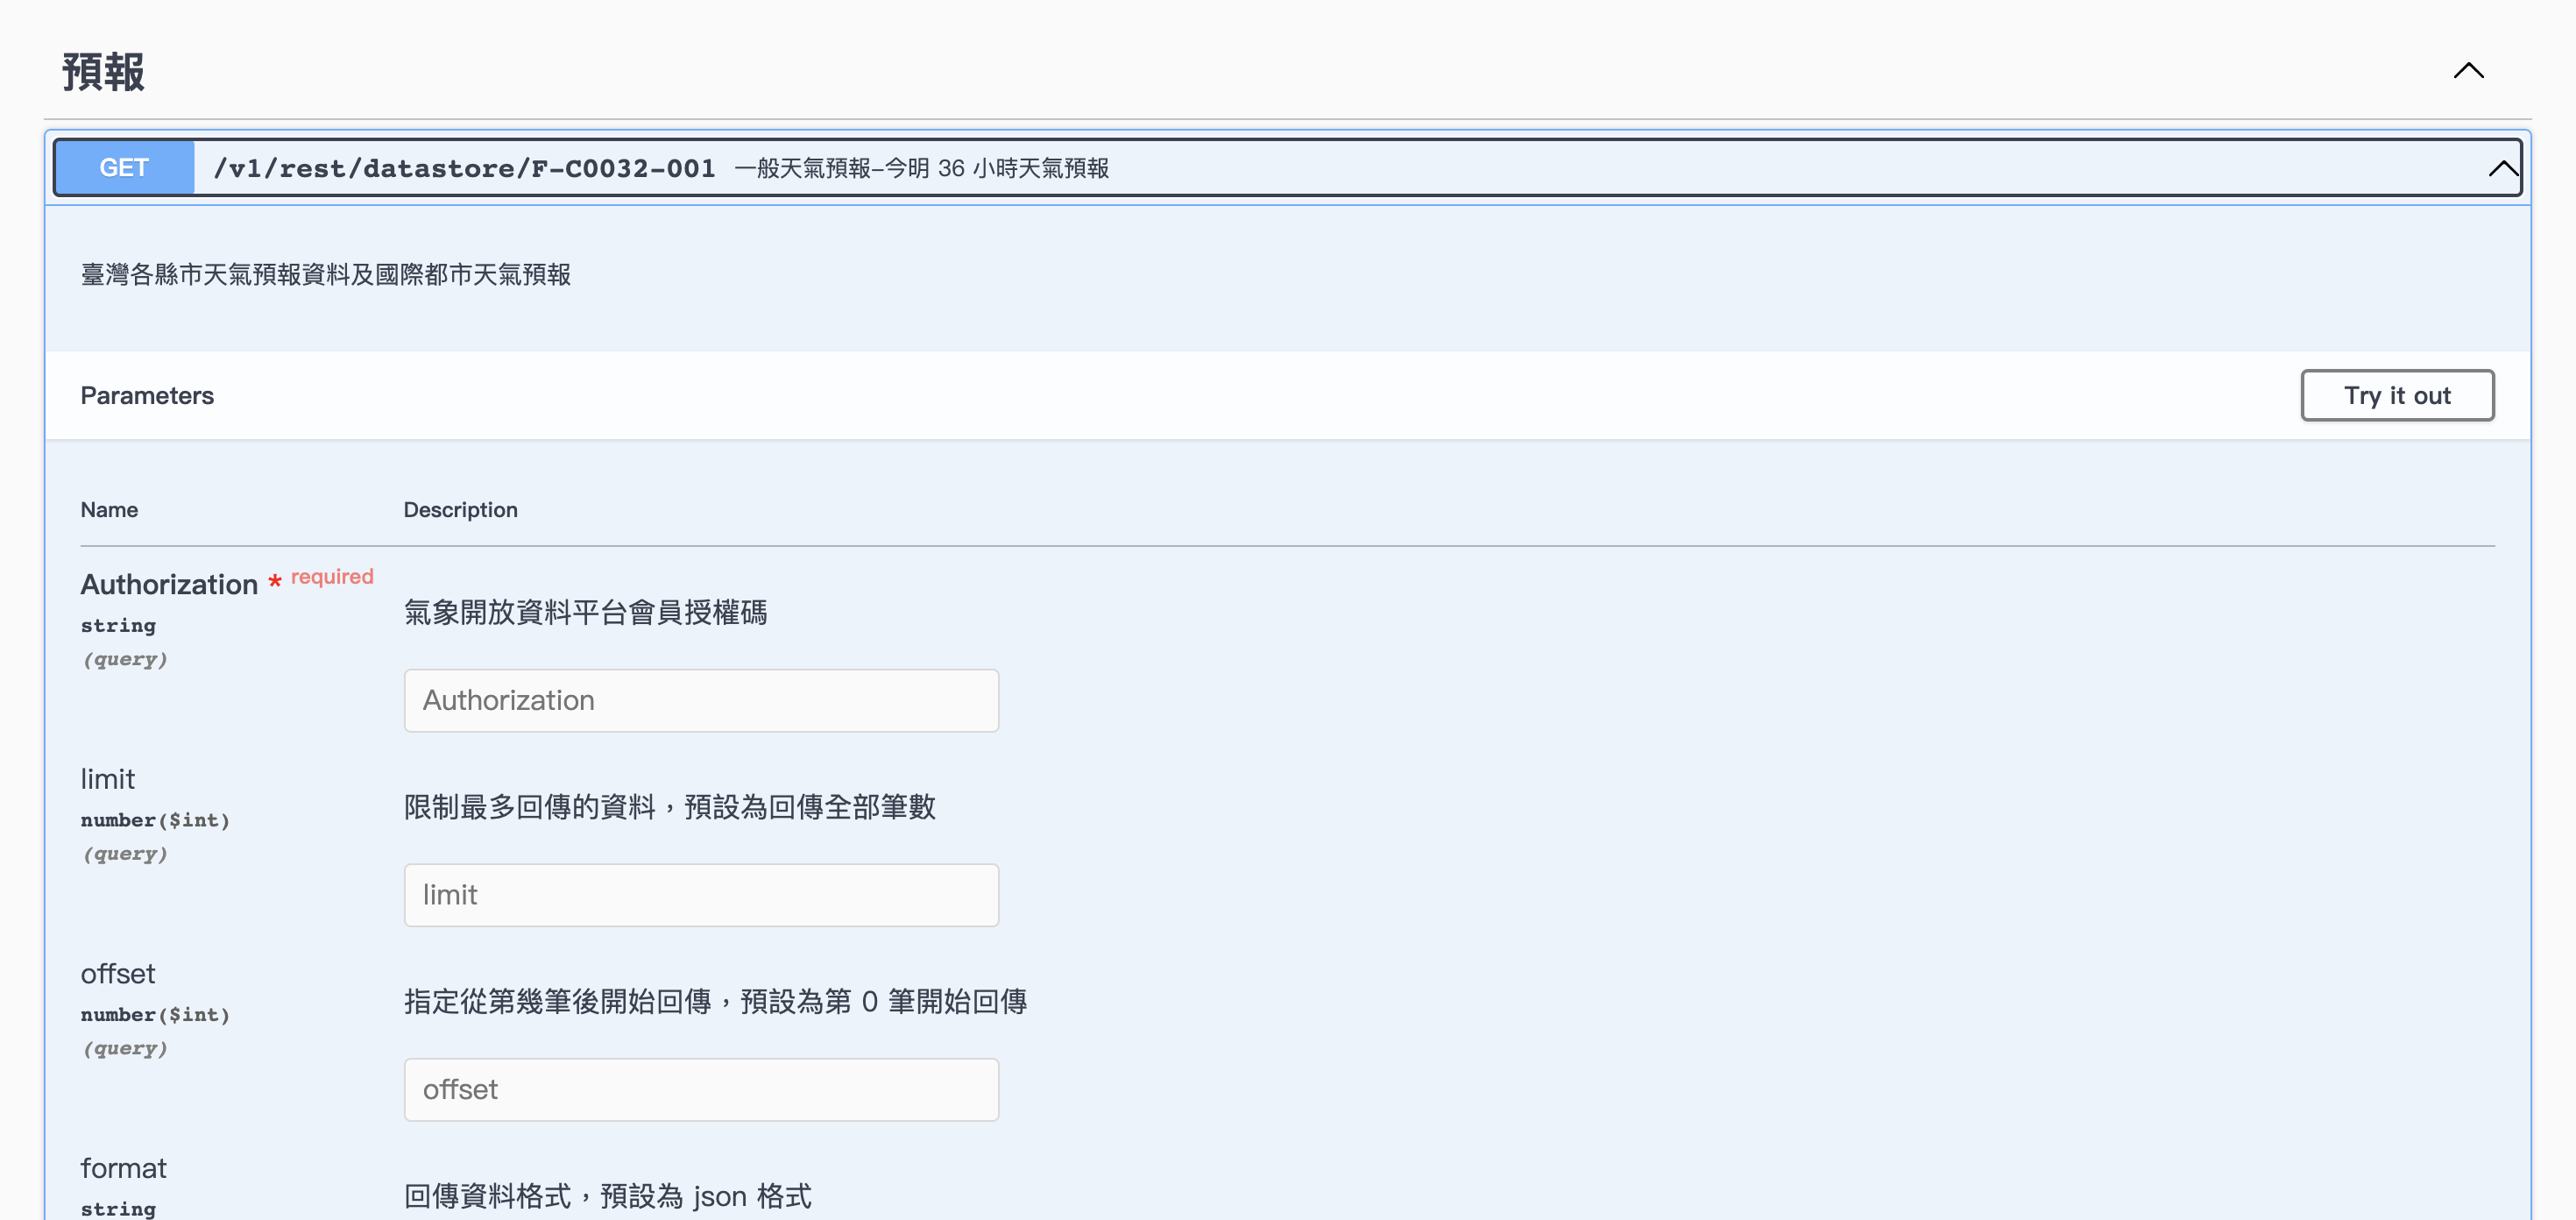 預報
GET /v1/rest/datastore/F-C0032-001 一般天氣預報-今明 36 小時天氣預報
臺灣各縣市天氣預報資料及國際都市天氣預報
Parameters
Try it out
Name Description
Authorization * required
string
(query)
氣象開放資料平台會員授權碼
Authorization
limit
number($int)
(query)
限制最多回傳的資料，預設為回傳全部筆數
limit
offset
number($int)
(query)
指定從第幾筆後開始回傳，預設為第 0 筆開始回傳
offset
format
string
回傳資料格式，預設為 json 格式